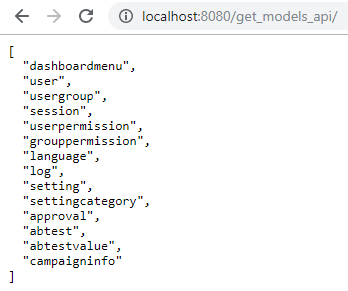 localhost:8080/get_models_api/
[
"dashboardmenu",
"user",
"usergroup",
"session",
"userpermission",
"grouppermission",
"language",
"log",
"setting",
"settingcategory",
"approval",
"abtest",
"abtestvalue",
"campaigninfo"
]